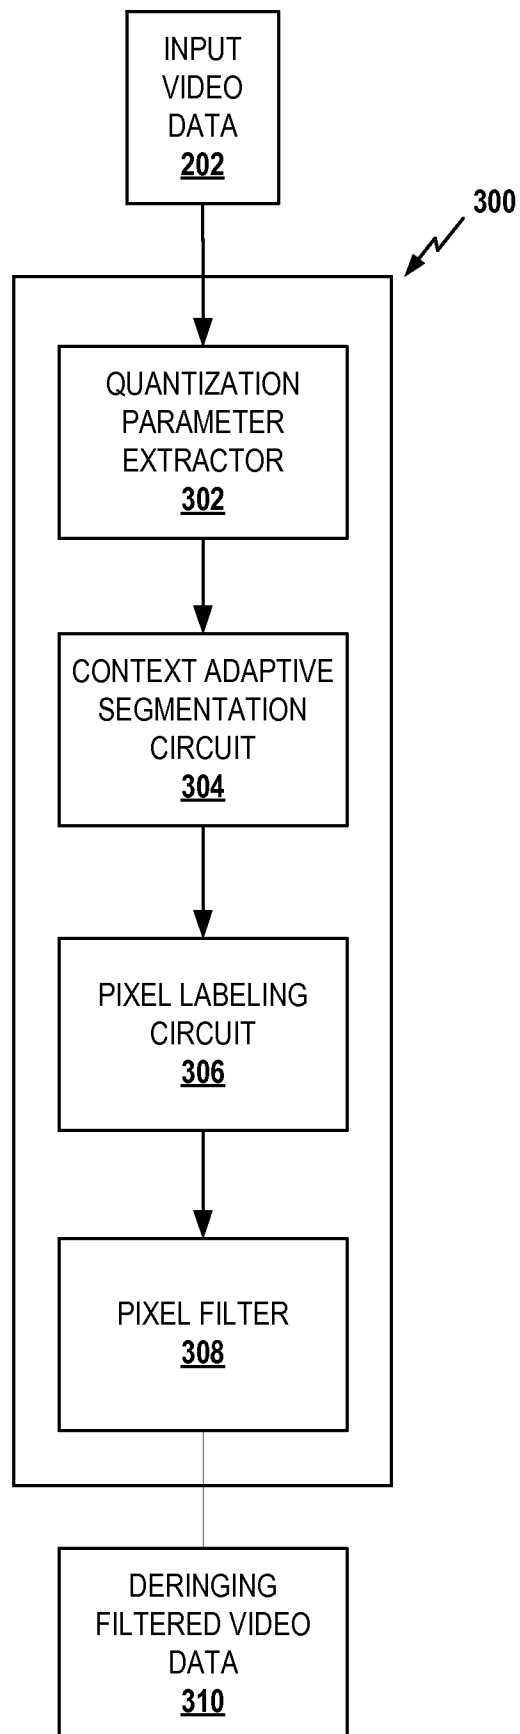 INPUT
VIDEO
DATA
202
300
QUANTIZATION
PARAMETER
EXTRACTOR
302
CONTEXT ADAPTIVE
SEGMENTATION
CIRCUIT
304
PIXEL LABELING
CIRCUIT
306
PIXEL FILTER
308
DERINGING
FILTERED VIDEO
DATA
310